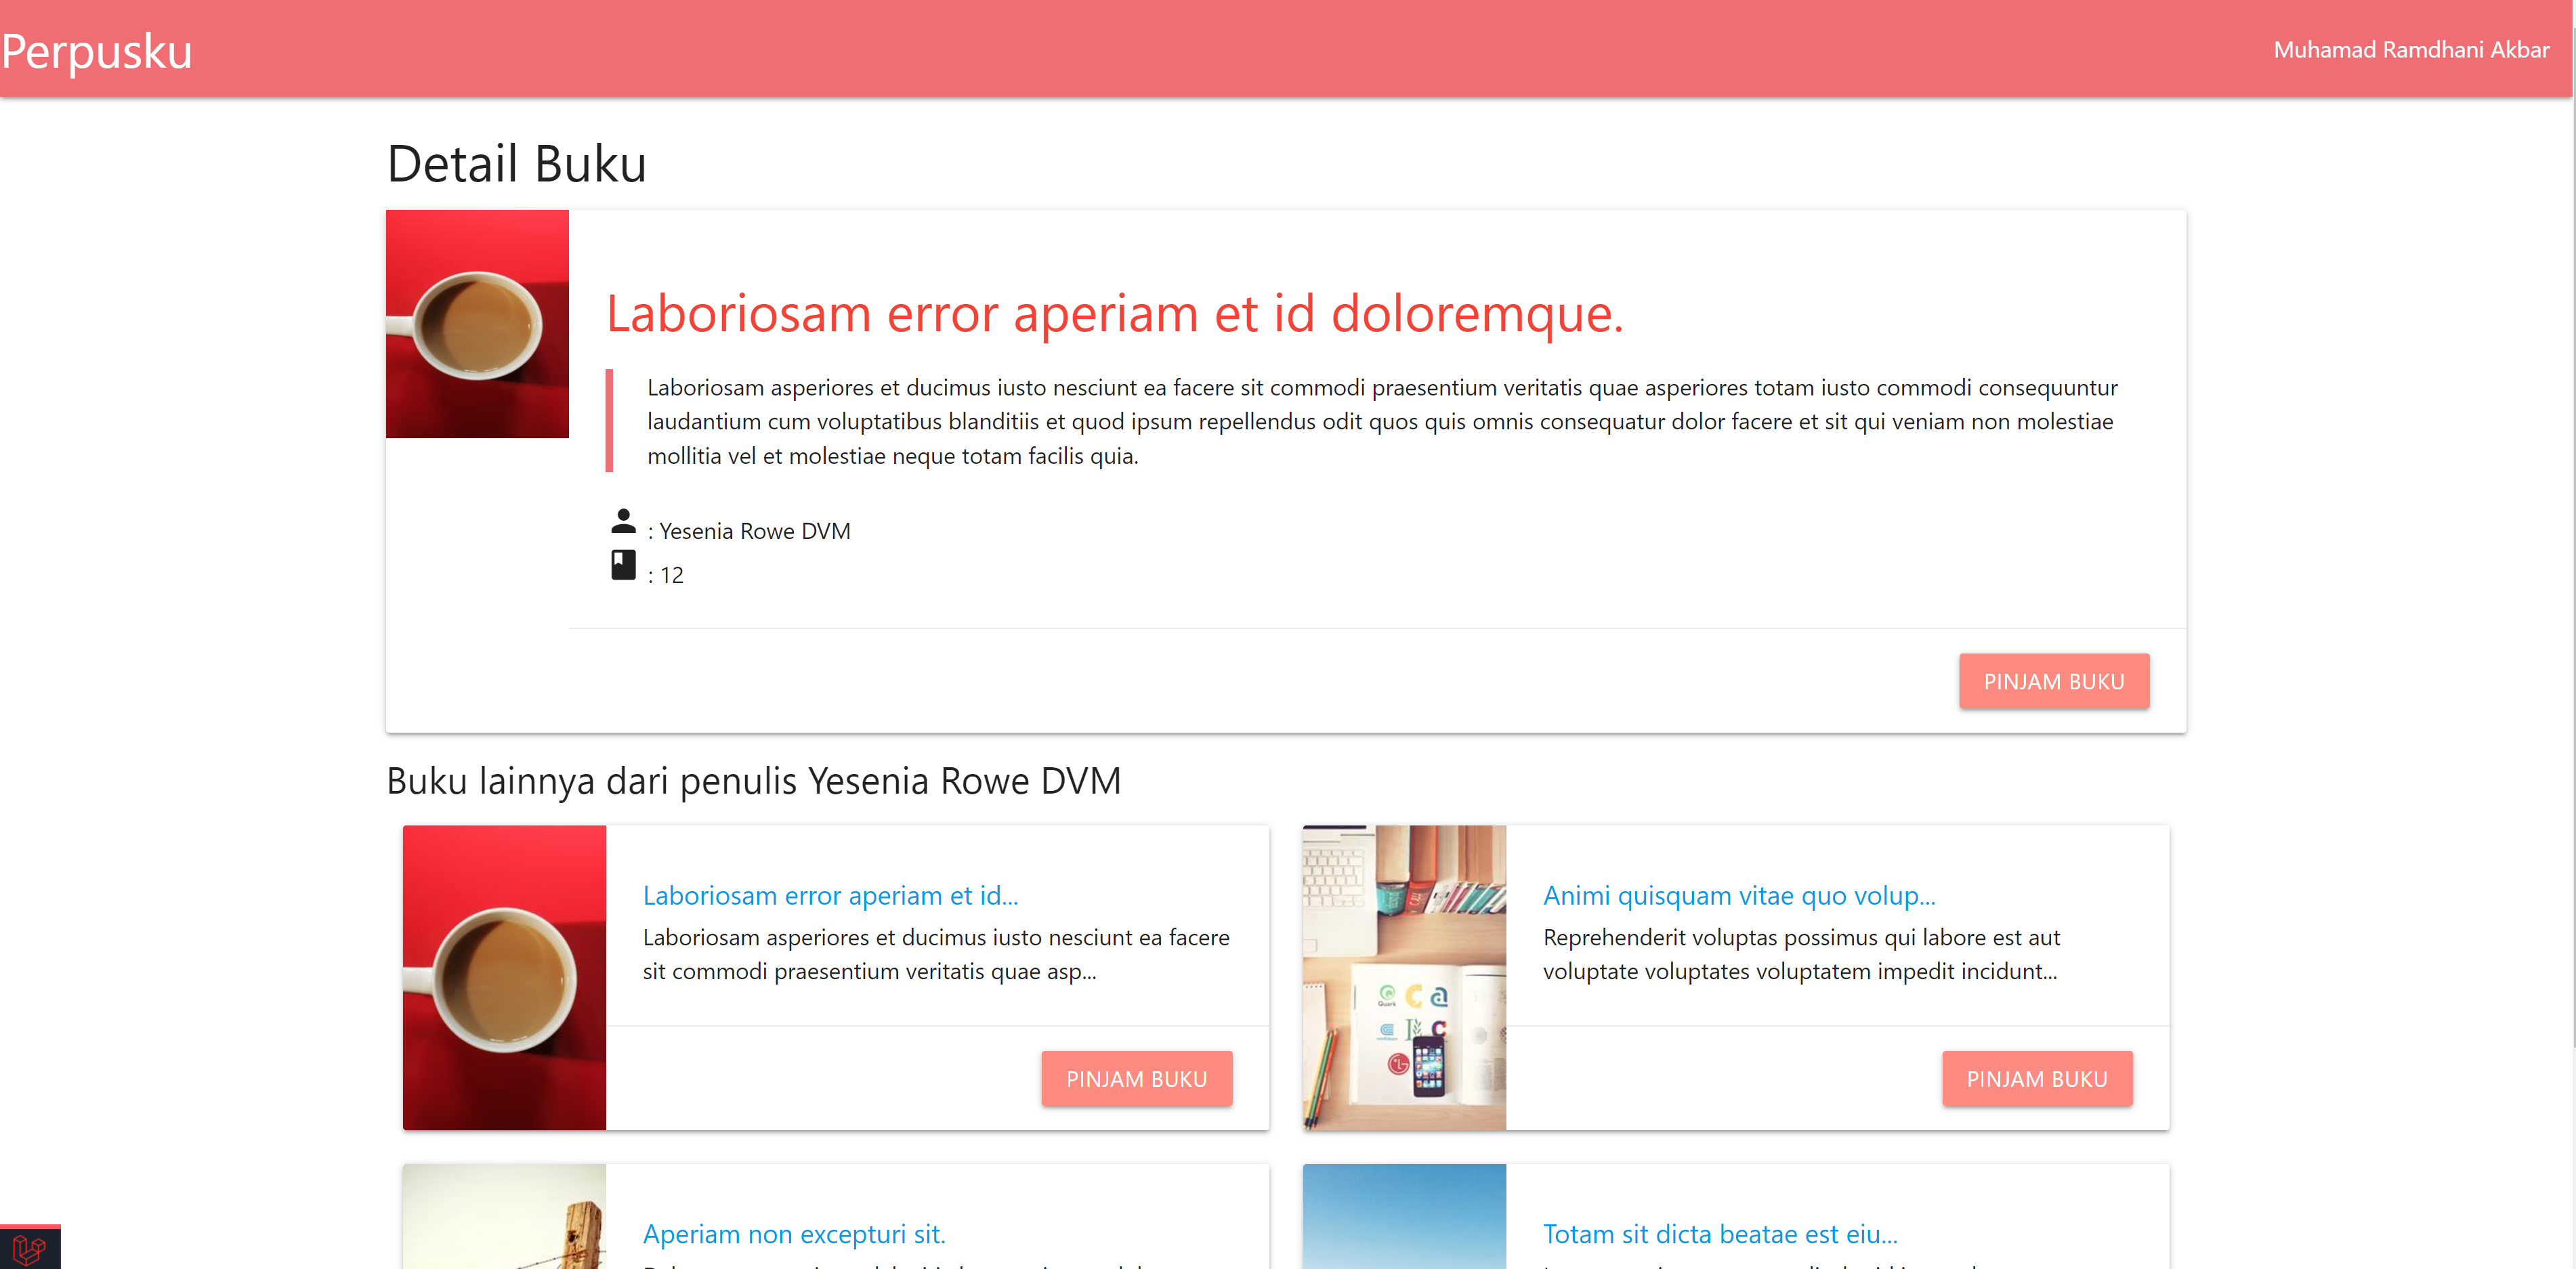 Perpusku
Muhamad Ramdhani Akbar
Detail Buku
Laboriosam error aperiam et id doloremque.
Laboriosam asperiores et ducimus iusto nesciunt ea facere sit commodi praesentium veritatis quae asperiores totam iusto commodi consequuntur
laudantium cum voluptatibus blanditiis et quod ipsum repellendus odit quos quis omnis consequatur dolor facere et sit qui veniam non molestiae
mollitia vel et molestiae neque totam facilis quia.
: Yesenia Rowe DVM
: 12
PINJAM BUKU
Buku lainnya dari penulis Yesenia Rowe DVM
Laboriosam error aperiam et id...
Laboriosam asperiores et ducimus iusto nesciunt ea facere
sit commodi praesentium veritatis quae asp...
PINJAM BUKU
Animi quisquam vitae quo volup...
Reprehenderit voluptas possimus qui labore est aut
voluptate voluptates voluptatem impedit incidunt...
PINJAM BUKU
Aperiam non excepturi sit.
Totam sit dicta beatae est eiu...